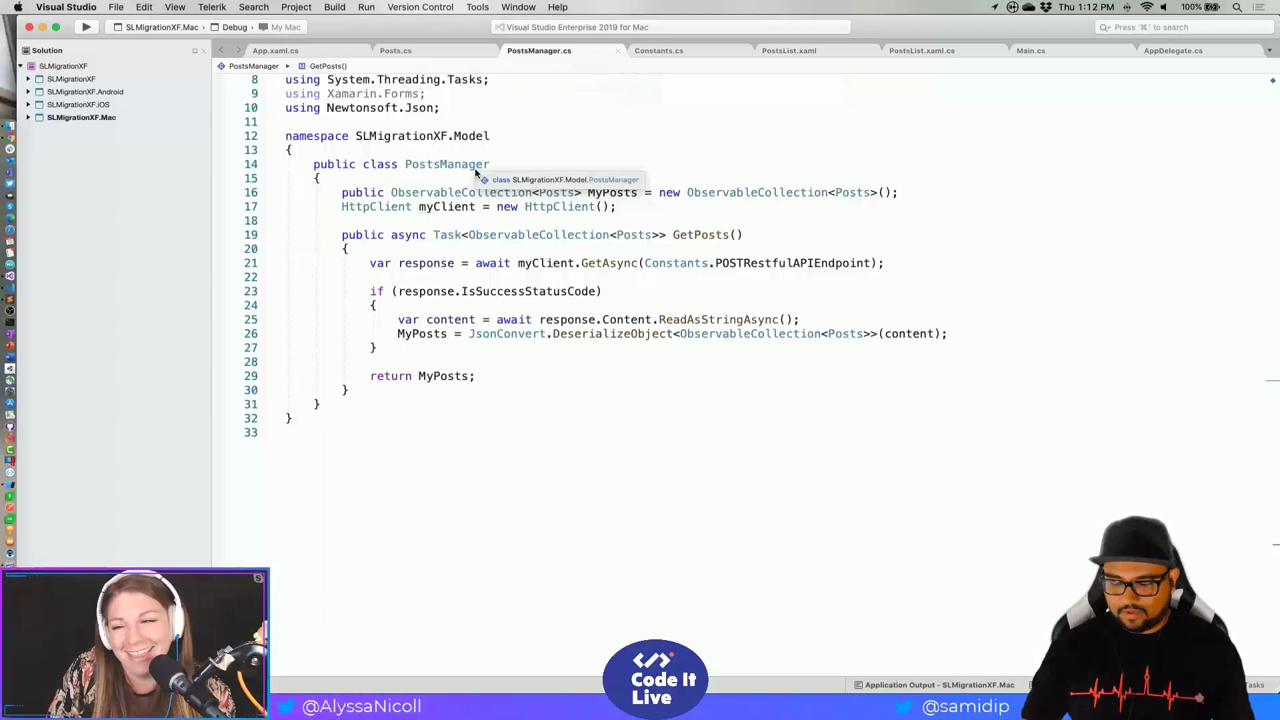 Visual Studio File Edit View Telerik Search Project Build Run Version Control Tools Window Help
100% Thu 1:12 PM
SLMigrationXF.Mac Debug My Mac
Visual Studio Enterprise 2019 for Mac
Press '⌘.' to search
Solution
App.xaml.cs Posts.cs PostsManager.cs Constants.cs PostsList.xaml PostsList.xaml.cs Main.cs AppDelegate.cs
SLMigrationXF
SLMigrationXF
SLMigrationXF.Android
SLMigrationXF.iOS
SLMigrationXF.Mac
PostsManager GetPosts()
8 using System.Threading.Tasks;
9 using Xamarin.Forms;
10 using Newtonsoft.Json;
11
12 namespace SLMigrationXF.Model
13 {
14 public class PostsManager
class SLMigrationXF.Model.PostsManager
15 {
16 public ObservableCollection<Posts> MyPosts = new ObservableCollection<Posts>();
17 HttpClient myClient = new HttpClient();
18
19 public async Task<ObservableCollection<Posts>> GetPosts()
20 {
21 var response = await myClient.GetAsync(Constants.POSTRestfulAPIEndpoint);
22
23 if (response.IsSuccessStatusCode)
24 {
25 var content = await response.Content.ReadAsStringAsync();
26 MyPosts = JsonConvert.DeserializeObject<ObservableCollection<Posts>>(content);
27 }
28
29 return MyPosts;
30 }
31 }
32 }
33
Application Output - SLMigrationXF.Mac
Tasks
Code It
Live
@AlyssaNicoll
@samidip